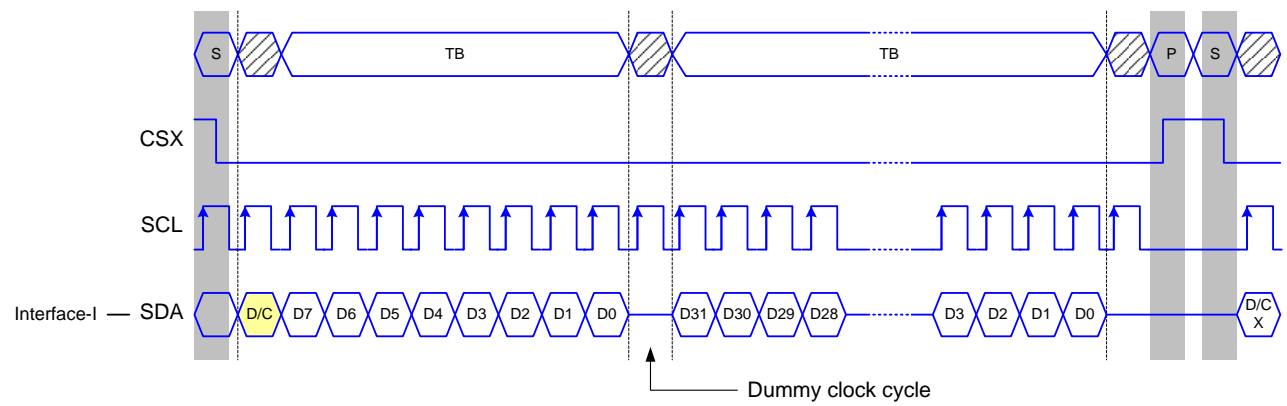 S TB TB P S
CSX
SCL
Interface-I SDA D/C D7 D6 D5 D4 D3 D2 D1 D0 D31 D30 D29 D28 D3 D2 D1 D0 D/C
X
Dummy clock cycle